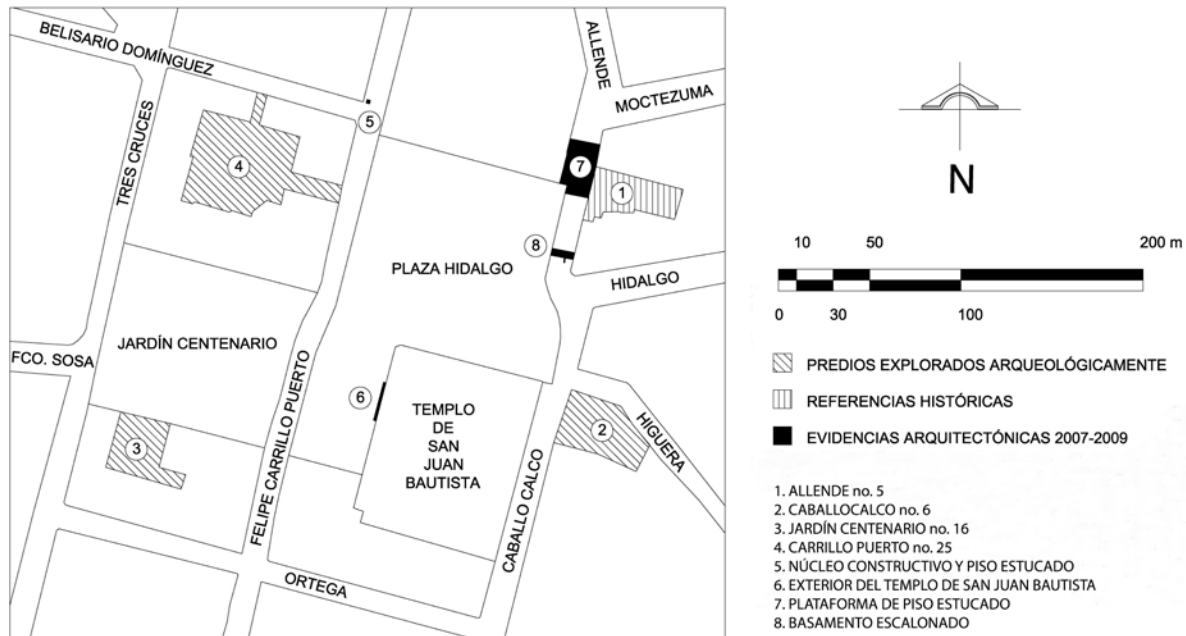 BELISARIO DOMÍNGUEZ
ALLENDE
MOCTEZUMA
TRES CRUCES
5
4
7
1
8
PLAZA HIDALGO
HIDALGO
JARDÍN CENTENARIO
FCO. SOSA
FELIPE CARRILLO PUERTO
6
TEMPLO
DE
SAN
JUAN
BAUTISTA
3
2
HIGUERA
CABALLO CALCO
ORTEGA
N
10 50 200 m
0 30 100
PREDIOS EXPLORADOS ARQUEOLÓGICAMENTE
REFERENCIAS HISTÓRICAS
EVIDENCIAS ARQUITECTÓNICAS 2007-2009
1. ALLENDE no. 5
2. CABALLOCALCO no. 6
3. JARDÍN CENTENARIO no. 16
4. CARRILLO PUERTO no. 25
5. NÚCLEO CONSTRUCTIVO Y PISO ESTUCADO
6. EXTERIOR DEL TEMPLO DE SAN JUAN BAUTISTA
7. PLATAFORMA DE PISO ESTUCADO
8. BASAMENTO ESCALONADO